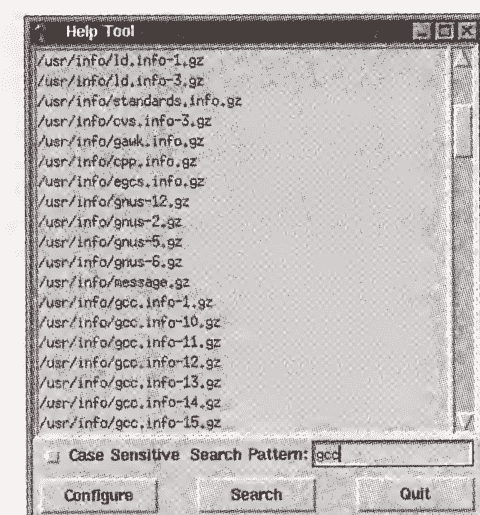 Help Tool
/usr/info/ld.info-1.gz
/usr/info/ld.info-3.gz
/usr/info/standards.info.gz
/usr/info/cvs.info-3.gz
/usr/info/gawk.info.gz
/usr/info/cpp.info.gz
/usr/info/egcs.info.gz
/usr/info/gnus-12.gz
/usr/info/gnus-2.gz
/usr/info/gnus-5.gz
/usr/info/gnus-6.gz
/usr/info/message.gz
/usr/info/gcc.info-1.gz
/usr/info/gcc.info-10.gz
/usr/info/gcc.info-11.gz
/usr/info/gcc.info-12.gz
/usr/info/gcc.info-13.gz
/usr/info/gcc.info-14.gz
/usr/info/gcc.info-15.gz
Case Sensitive Search Pattern: gcc
Configure Search Quit